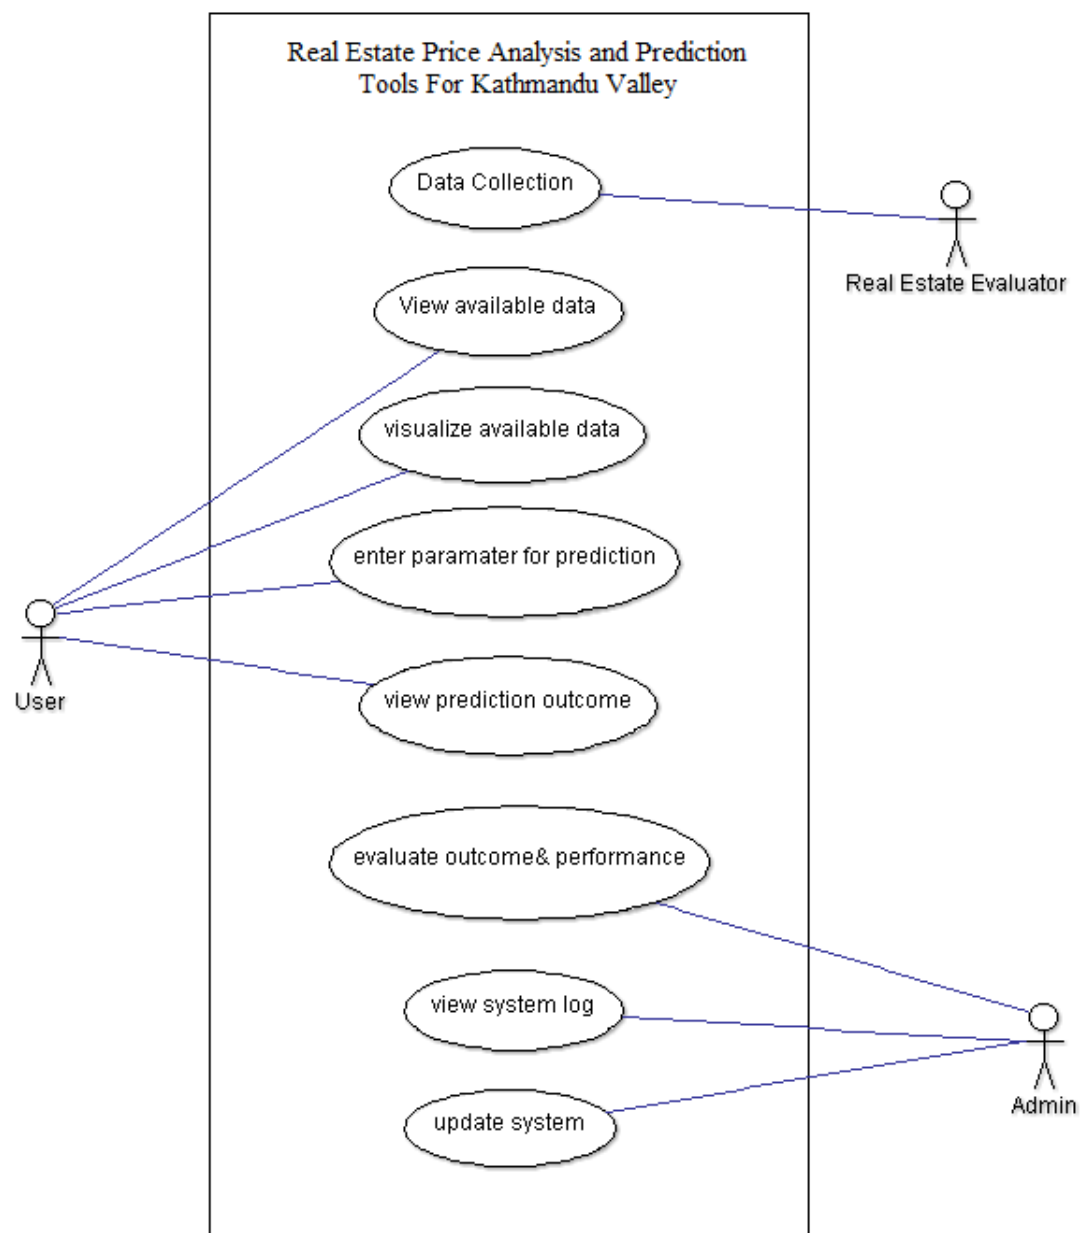 Real Estate Price Analysis and Prediction
Tools For Kathmandu Valley
Data Collection
Real Estate Evaluator
View available data
visualize available data
enter paramater for prediction
User
view prediction outcome
evaluate outcome& performance
view system log
Admin
update system